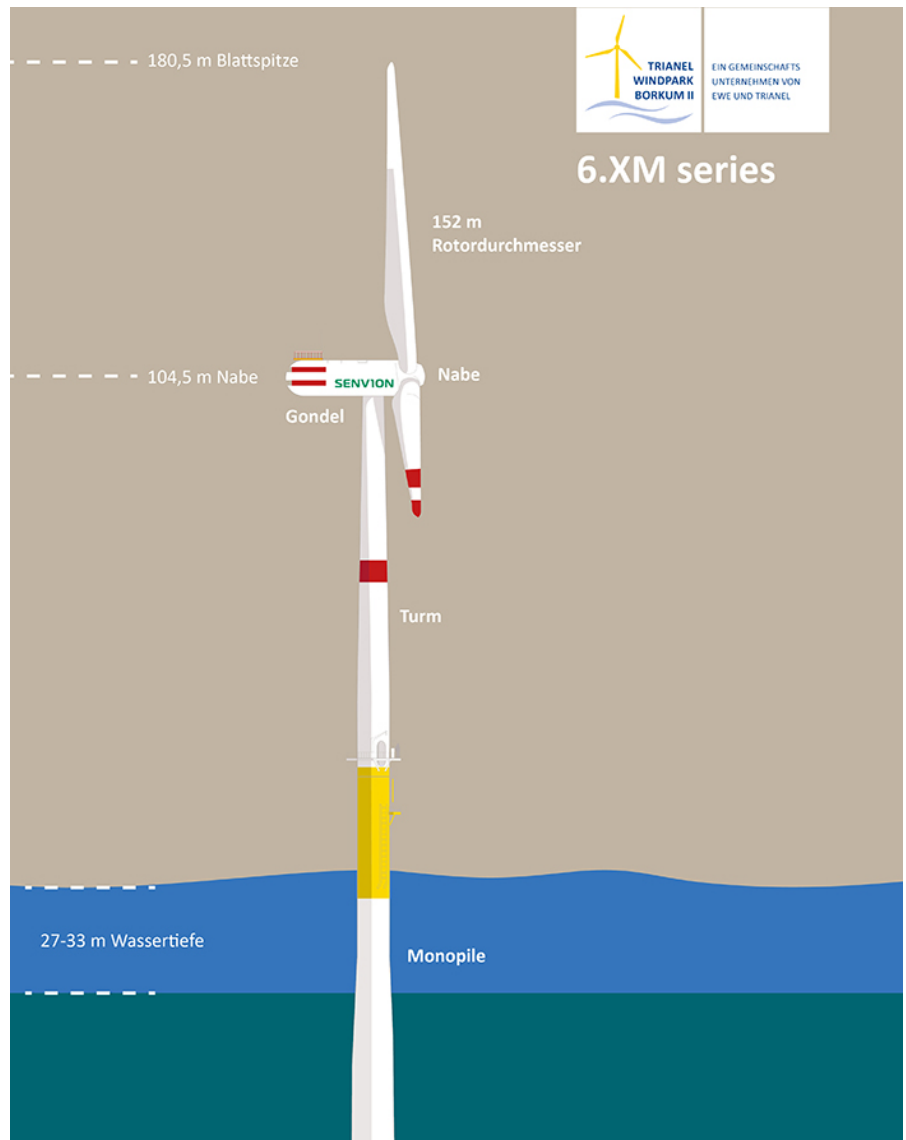 180,5 m Blattspitze
TRIANEL
WINDPARK
BORKUM II
EIN GEMEINSCHAFTS
UNTERNEHMEN VON
EWE UND TRIANEL
6.XM series
152 m
Rotordurchmesser
104,5 m Nabe
SENVION
Nabe
Gondel
Turm
27-33 m Wassertiefe
Monopile